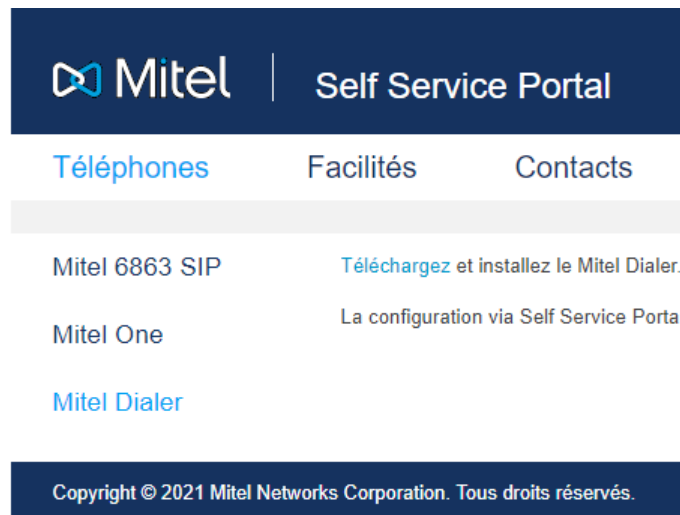 Mitel Self Service Portal
Téléphones Facilités Contacts
Mitel 6863 SIP
Téléchargez et installez le Mitel Dialer.
La configuration via Self Service Porta
Mitel One
Mitel Dialer
Copyright © 2021 Mitel Networks Corporation. Tous droits réservés.